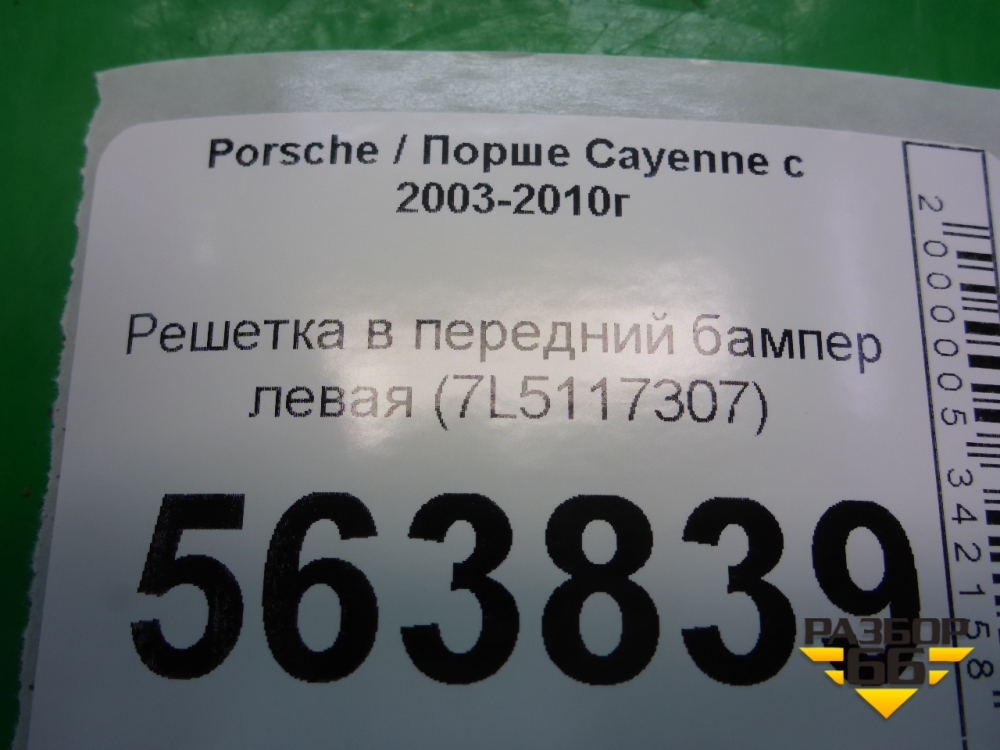 Porsche / Порше Cayenne с
2003-2010г
Решетка в передний бампер
левая (7L5117307)
563839
2000005342158
РАЗБОР
66